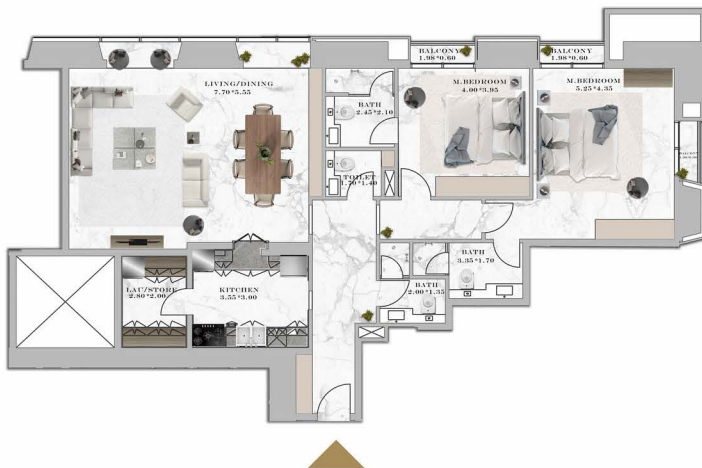 BALCONY
1.98*0.60
BALCONY
1.98*0.60
LIVING/DINING
7.70*5.55
M.BEDROOM
4.00*3.95
M.BEDROOM
5.25*4.35
BATH
2.45*2.10
TOILET
1.70*1.40
BATH
3.35*1.70
BATH
2.00*1.35
LAU/STORE
2.80*2.00
KITCHEN
3.55*3.00
BALCONY